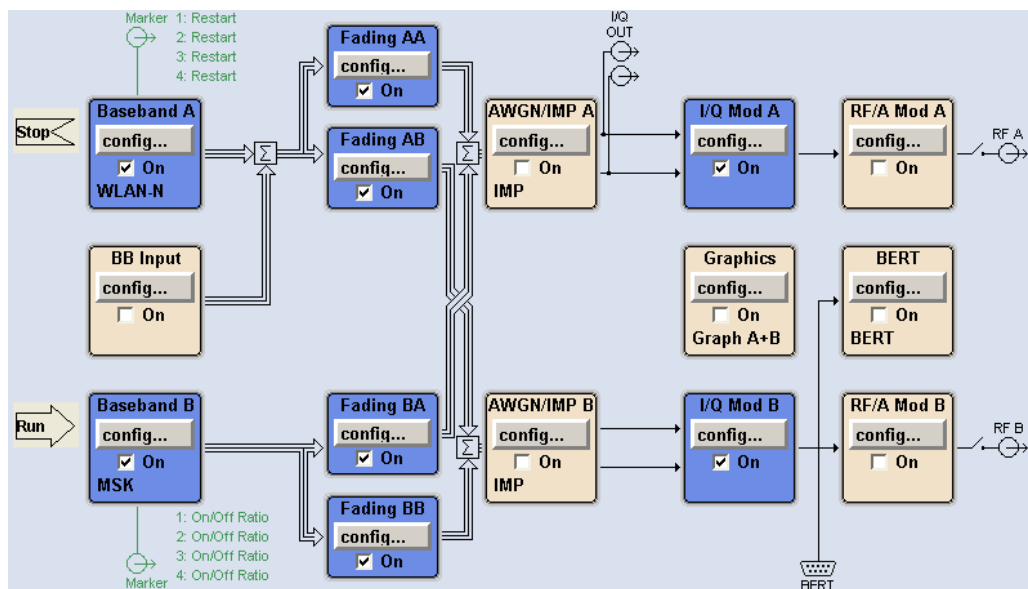 Marker 1: Restart
2: Restart
3: Restart
4: Restart
I/Q
OUT
Fading AA
config...
On
Stop
Baseband A
config...
On
WLAN-N
Σ
Fading AB
config...
On
Σ
AWGN/IMP A
config...
On
IMP
I/Q Mod A
config...
On
RF/A Mod A
config...
On
RF A
BB Input
config...
On
Graphics
config...
On
Graph A+B
BERT
config...
On
BERT
Run
Baseband B
config...
On
MSK
Fading BA
config...
On
Σ
AWGN/IMP B
config...
On
IMP
I/Q Mod B
config...
On
RF/A Mod B
config...
On
RF B
Fading BB
config...
On
1: On/Off Ratio
2: On/Off Ratio
3: On/Off Ratio
Marker 4: On/Off Ratio
BERT